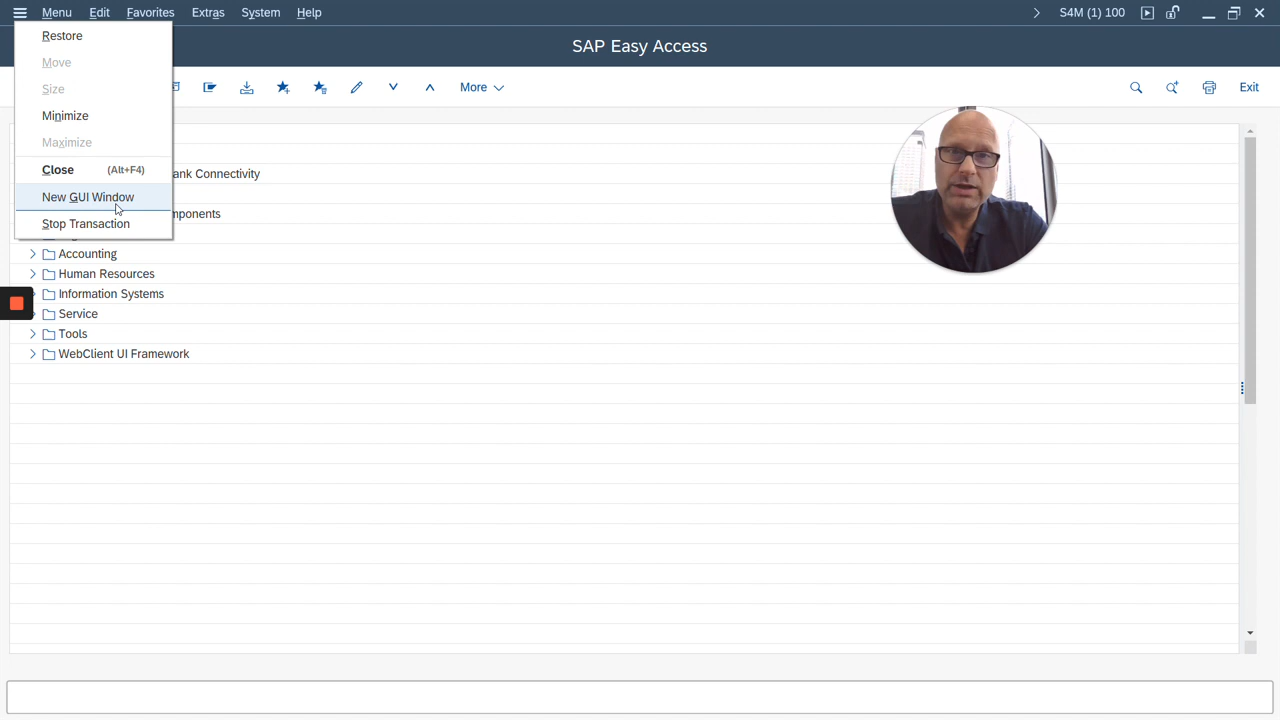 Menu Edit Favorites Extras System Help S4M (1) 100
SAP Easy Access
Restore
Move
Size
Minimize
Maximize
Close (Alt+F4)
New GUI Window
Stop Transaction
More Exit
ank Connectivity
ponents
Accounting
Human Resources
Information Systems
Service
Tools
WebClient UI Framework